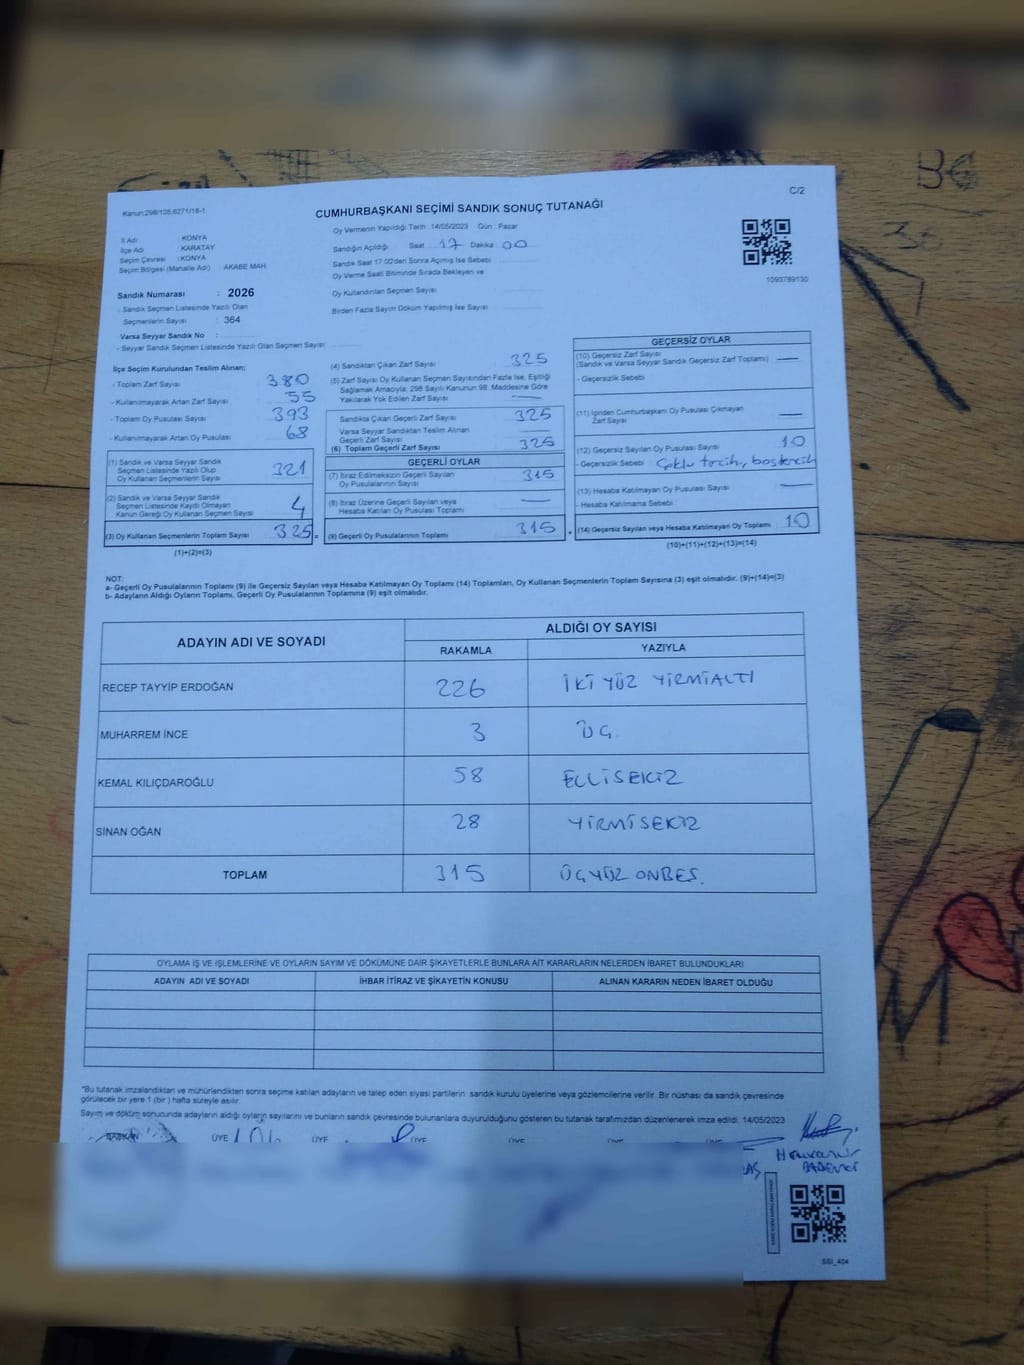 Kanun:298/105;6271/18-1
C/2
CUMHURBAŞKANI SEÇİMİ SANDIK SONUÇ TUTANAĞI
İl Adı : KONYA
İlçe Adı : KARATAY
Seçim Çevresi : KONYA
Seçim Bölgesi (Mahalle Adı) AKABE MAH
Sandık Numarası : 2026
- Sandık Seçmen Listesinde Yazılı Olan
Seçmenlerin Sayısı : 364
Varsa Seyyar Sandık No :
- Seyyar Sandık Seçmen Listesinde Yazılı Olan Seçmen Sayısı
Oy Vermenin Yapıldığı Tarih : 14/05/2023 Gün : Pazar
Sandığın Açıldığı Saat 17 Dakika 00
Sandık Saat 17:00'den Sonra Açılmış İse Sebebi
Oy Verme Saati Bitiminde Sırada Bekleyen ve
Oy Kullandırılan Seçmen Sayısı
Birden Fazla Sayım Döküm Yapılmış İse Sayısı
1093789130
İlçe Seçim Kurulundan Teslim Alınan;
- Toplam Zarf Sayısı 380
- Kullanılmayarak Artan Zarf Sayısı 55
- Toplam Oy Pusulası Sayısı 393
- Kullanılmayarak Artan Oy Pusulası 68
(1) Sandık ve Varsa Seyyar Sandık
Seçmen Listesinde Yazılı Olup
Oy Kullanan Seçmenlerin Sayısı 321
(2) Sandık ve Varsa Seyyar Sandık
Seçmen Listesinde Kayıtlı Olmayan
Kanun Gereği Oy Kullanan Seçmen Sayısı 4
(3) Oy Kullanan Seçmenlerin Toplam Sayısı 325 =
(1)+(2)=(3)
(4) Sandıktan Çıkan Zarf Sayısı 325
(5) Zarf Sayısı Oy Kullanan Seçmen Sayısından Fazla İse, Eşitliği
Sağlamak Amacıyla; 298 Sayılı Kanunun 98. Maddesine Göre
Yakılarak Yok Edilen Zarf Sayısı —
Sandıkta Çıkan Geçerli Zarf Sayısı 325
Varsa Seyyar Sandıktan Teslim Alınan
Geçerli Zarf Sayısı —
(6) Toplam Geçerli Zarf Sayısı 325
GEÇERLİ OYLAR
(7) İtiraz Edilmeksizin Geçerli Sayılan
Oy Pusulalarının Sayısı 315
(8) İtiraz Üzerine Geçerli Sayılan veya
Hesaba Katılan Oy Pusulası Toplamı —
(9) Geçerli Oy Pusulalarının Toplamı 315 +
GEÇERSİZ OYLAR
(10) Geçersiz Zarf Sayısı
(Sandık ve Varsa Seyyar Sandık Geçersiz Zarf Toplamı) —
- Geçersizlik Sebebi
(11) İçinden Cumhurbaşkanı Oy Pusulası Çıkmayan
Zarf Sayısı —
(12) Geçersiz Sayılan Oy Pusulası Sayısı 10
- Geçersizlik Sebebi Çoklu tercih, boş tercih
(13) Hesaba Katılmayan Oy Pusulası Sayısı —
- Hesaba Katılmama Sebebi
(14) Geçersiz Sayılan veya Hesaba Katılmayan Oy Toplamı 10
(10)+(11)+(12)+(13)=(14)
NOT:
a- Geçerli Oy Pusulalarının Toplamı (9) ile Geçersiz Sayılan veya Hesaba Katılmayan Oy Toplamı (14) Toplamları, Oy Kullanan Seçmenlerin Toplam Sayısına (3) eşit olmalıdır. (9)+(14)=(3)
b- Adayların Aldığı Oyların Toplamı, Geçerli Oy Pusulalarının Toplamına (9) eşit olmalıdır.
ADAYIN ADI VE SOYADI ALDIĞI OY SAYISI
RAKAMLA YAZIYLA
RECEP TAYYİP ERDOĞAN 226 İKİ YÜZ YİRMİALTI
MUHARREM İNCE 3 ÜÇ.
KEMAL KILIÇDAROĞLU 58 ELLİSEKİZ
SİNAN OĞAN 28 YİRMİSEKİZ
TOPLAM 315 ÜÇYÜZ ONBEŞ.
OYLAMA İŞ VE İŞLEMLERİNE VE OYLARIN SAYIM VE DÖKÜMÜNE DAİR ŞİKAYETLERLE BUNLARA AİT KARARLARIN NELERDEN İBARET BULUNDUKLARI
ADAYIN ADI VE SOYADI İHBAR İTİRAZ VE ŞİKAYETİN KONUSU ALINAN KARARIN NEDEN İBARET OLDUĞU
*Bu tutanak imzalandıktan ve mühürlendikten sonra seçime katılan adayların ve talep eden siyasi partilerin sandık kurulu üyelerine veya gözlemcilerine verilir. Bir nüshası da sandık çevresinde
görülecek bir yere 1 (bir) hafta süreyle asılır.
Sayım ve döküm sonucunda adayların aldığı oyların sayılarını ve bunların sandık çevresinde bulunanlara duyurulduğunu gösteren bu tutanak tarafımızdan düzenlenerek imza edildi. 14/05/2023
BAŞKAN ÜYE ÜYE ÜYE ÜYE ÜYE ÜYE
SSI_404